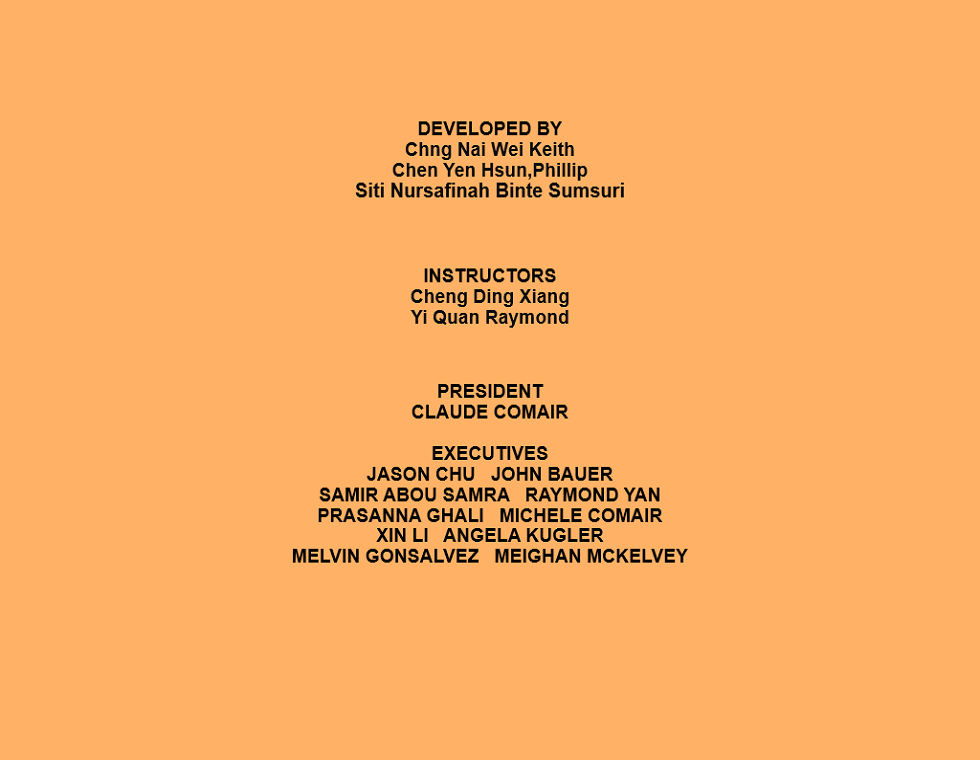 DEVELOPED BY
Chng Nai Wei Keith
Chen Yen Hsun,Phillip
Siti Nursafinah Binte Sumsuri
INSTRUCTORS
Cheng Ding Xiang
Yi Quan Raymond
PRESIDENT
CLAUDE COMAIR
EXECUTIVES
JASON CHU   JOHN BAUER
SAMIR ABOU SAMRA   RAYMOND YAN
PRASANNA GHALI   MICHELE COMAIR
XIN LI   ANGELA KUGLER
MELVIN GONSALVEZ   MEIGHAN MCKELVEY